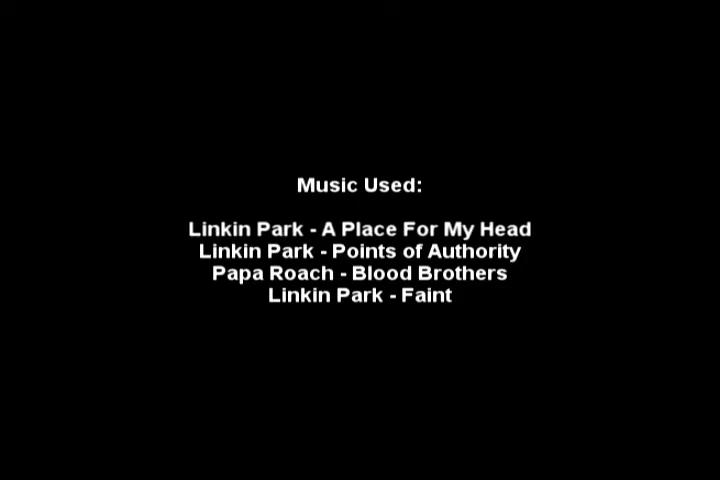 Music Used:
Linkin Park - A Place For My Head
Linkin Park - Points of Authority
Papa Roach - Blood Brothers
Linkin Park - Faint